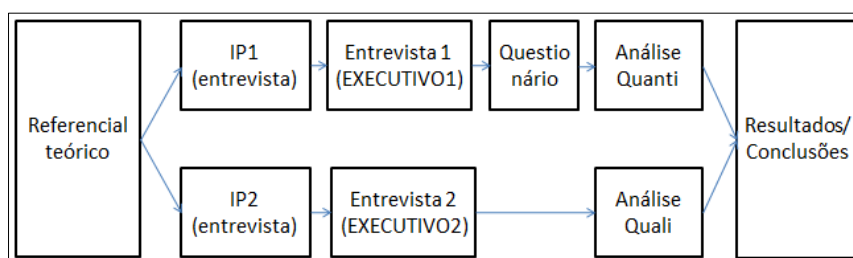 Referencial
teórico
IP1
(entrevista)
Entrevista 1
(EXECUTIVO1)
Questio
nário
Análise
Quanti
IP2
(entrevista)
Entrevista 2
(EXECUTIVO2)
Análise
Quali
Resultados/
Conclusões